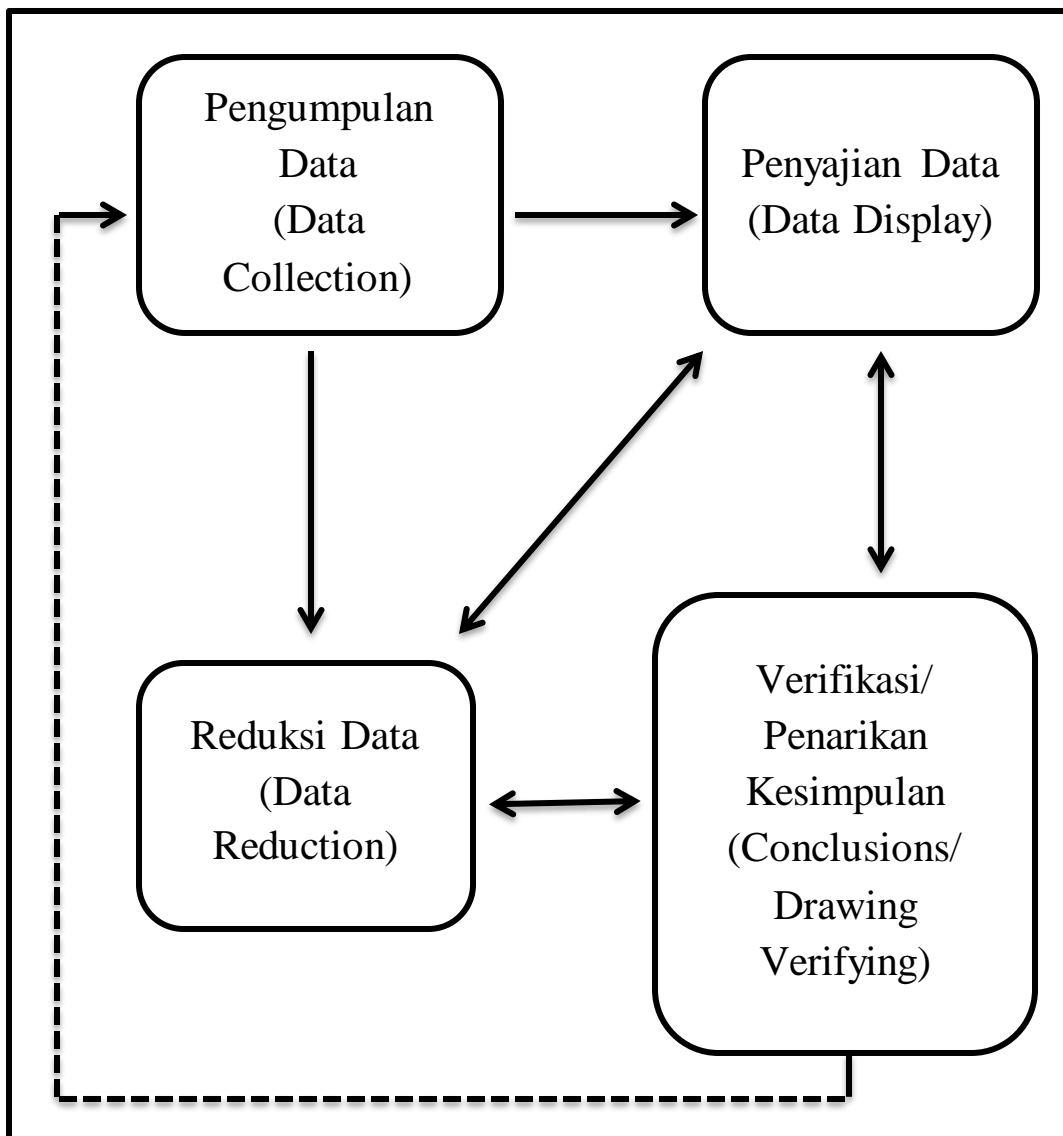 Pengumpulan
Data
(Data
Collection)
Penyajian Data
(Data Display)
Reduksi Data
(Data
Reduction)
Verifikasi/
Penarikan
Kesimpulan
(Conclusions/
Drawing
Verifying)